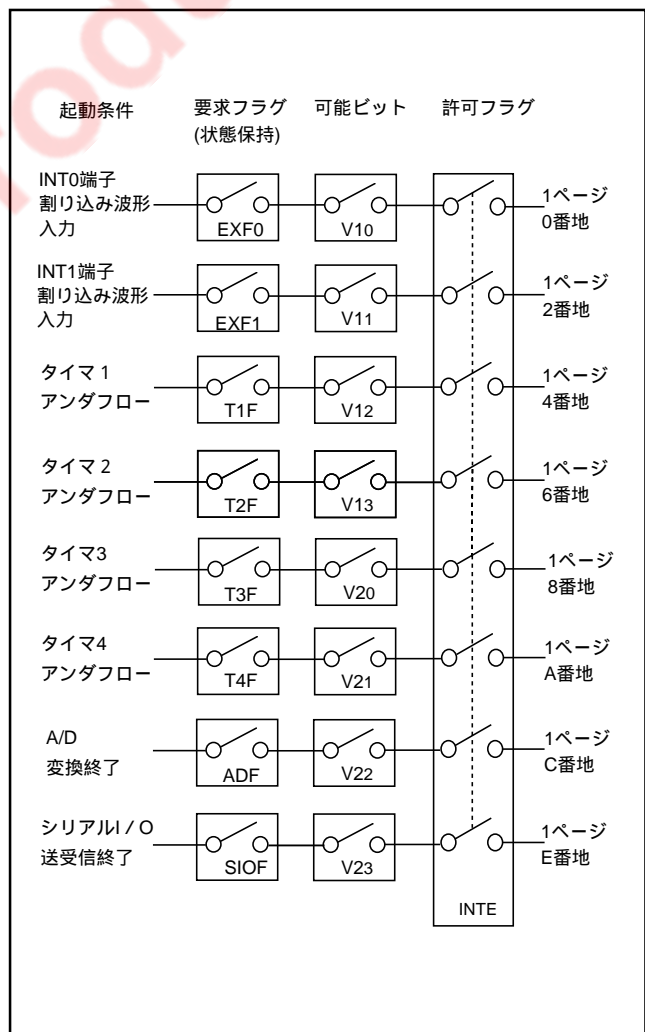 起動条件 要求フラグ 可能ビット 許可フラグ
(状態保持)
INT0端子
割り込み波形
入力
EXF0
V10
1ページ
0番地
INT1端子
割り込み波形
入力
EXF1
V11
1ページ
2番地
タイマ 1
アンダフロー
T1F
V12
1ページ
4番地
タイマ 2
アンダフロー
T2F
V13
1ページ
6番地
タイマ3
アンダフロー
T3F
V20
1ページ
8番地
タイマ4
アンダフロー
T4F
V21
1ページ
A番地
A/D
変換終了
ADF
V22
1ページ
C番地
シリアルI / O
送受信終了
SIOF
V23
1ページ
E番地
INTE